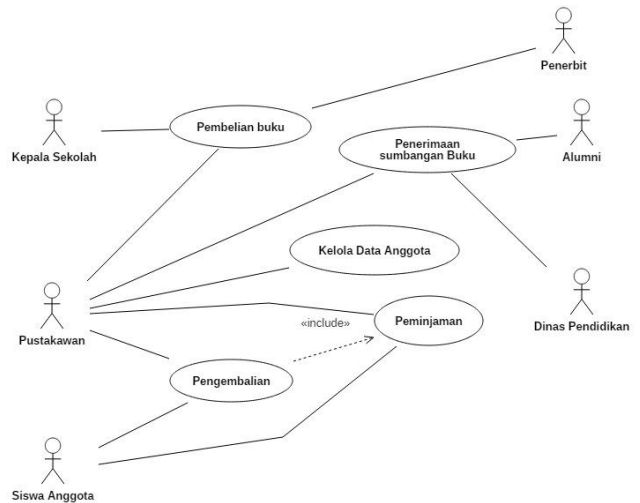 Penerbit
Kepala Sekolah
Pembelian buku
Penerimaan
sumbangan Buku
Alumni
Kelola Data Anggota
Pustakawan
Dinas Pendidikan
«include»
Peminjaman
Pengembalian
Siswa Anggota